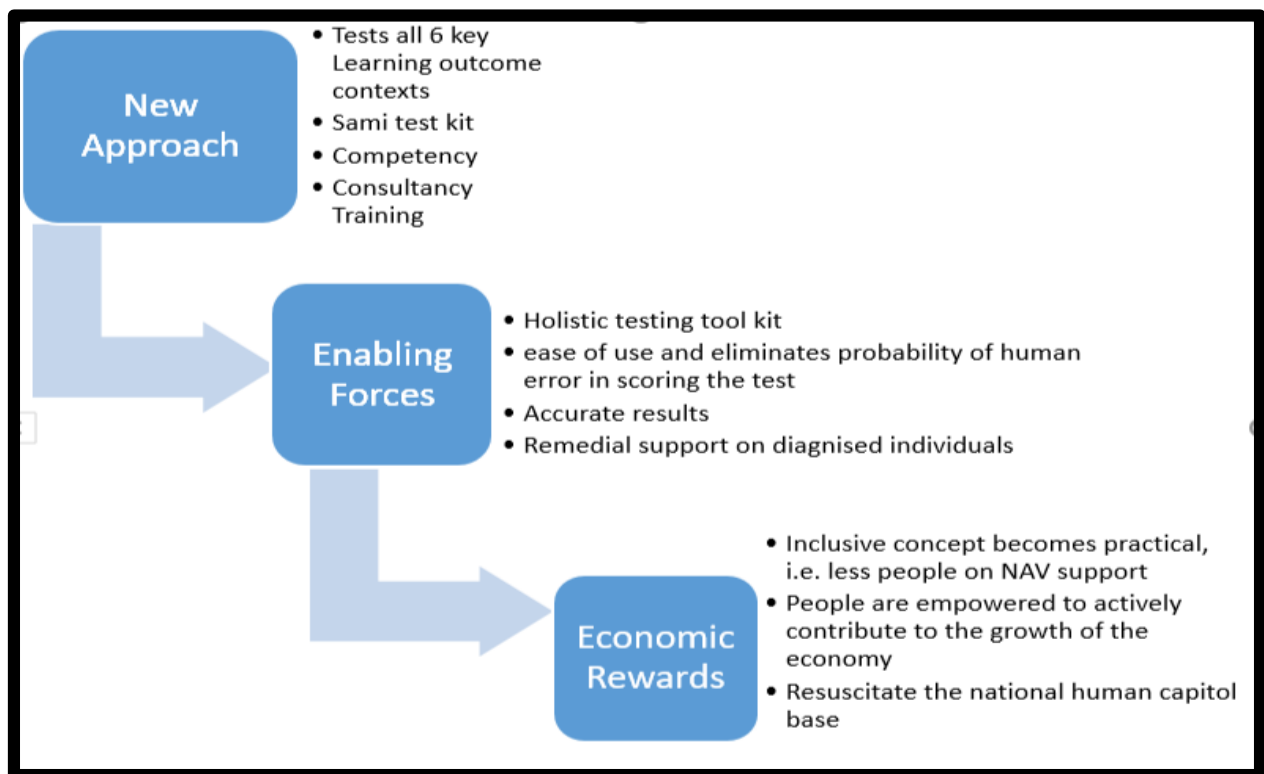 New
Approach
• Tests all 6 key
Learning outcome
contexts
• Sami test kit
• Competency
• Consultancy
Training
Enabling
Forces
• Holistic testing tool kit
• ease of use and eliminates probability of human
error in scoring the test
• Accurate results
• Remedial support on diagnised individuals
Economic
Rewards
• Inclusive concept becomes practical,
i.e. less people on NAV support
• People are empowered to actively
contribute to the growth of the
economy
• Resuscitate the national human capitol
base